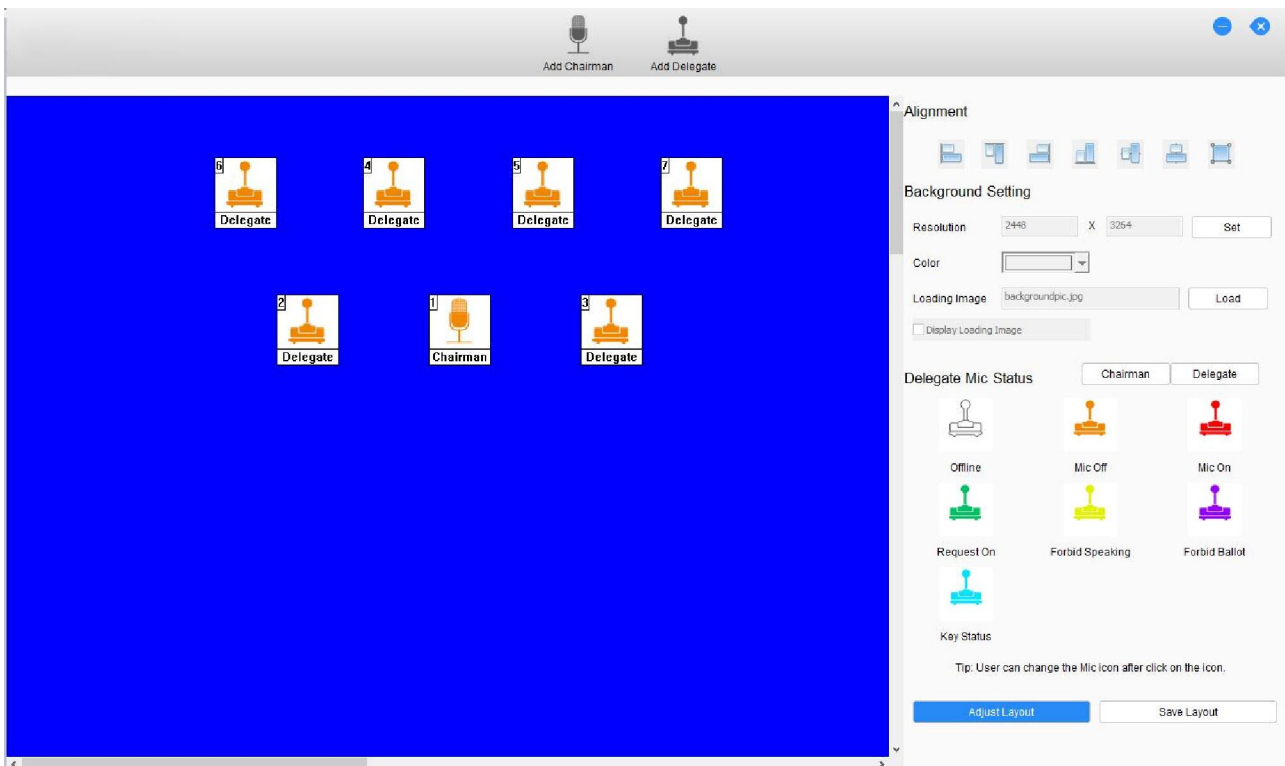 Add Chairman Add Delegate
Alignment
6 4 5 7
Delegate Delegate Delegate Delegate
Background Setting
Resolution 2448 X 3264 Set
Color
2 1 3
Delegate Chairman Delegate
Loading Image backgroundpic.jpg Load
Display Loading Image
Delegate Mic Status Chairman Delegate
Offline Mic Off Mic On
Request On Forbid Speaking Forbid Ballot
Key Status
Tip: User can change the Mic icon after click on the icon.
Adjust Layout Save Layout